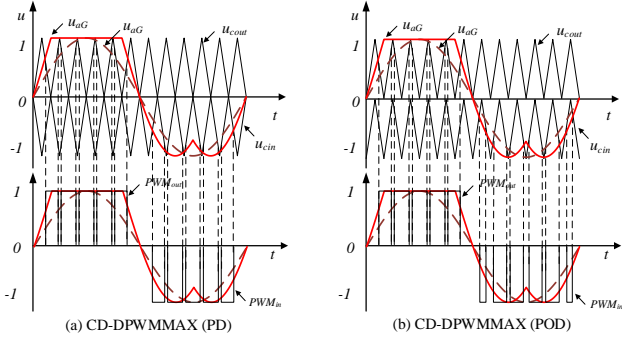 u
u_aG
u_aG
u_cout
1
0
t
-1
u_cin
1
PWM_out
0
t
-1
PWM_in
(a) CD-DPWMMAX (PD)
u
u_aG
u_aG
u_cout
1
0
t
-1
u_cin
1
PWM_out
0
t
-1
PWM_in
(b) CD-DPWMMAX (POD)